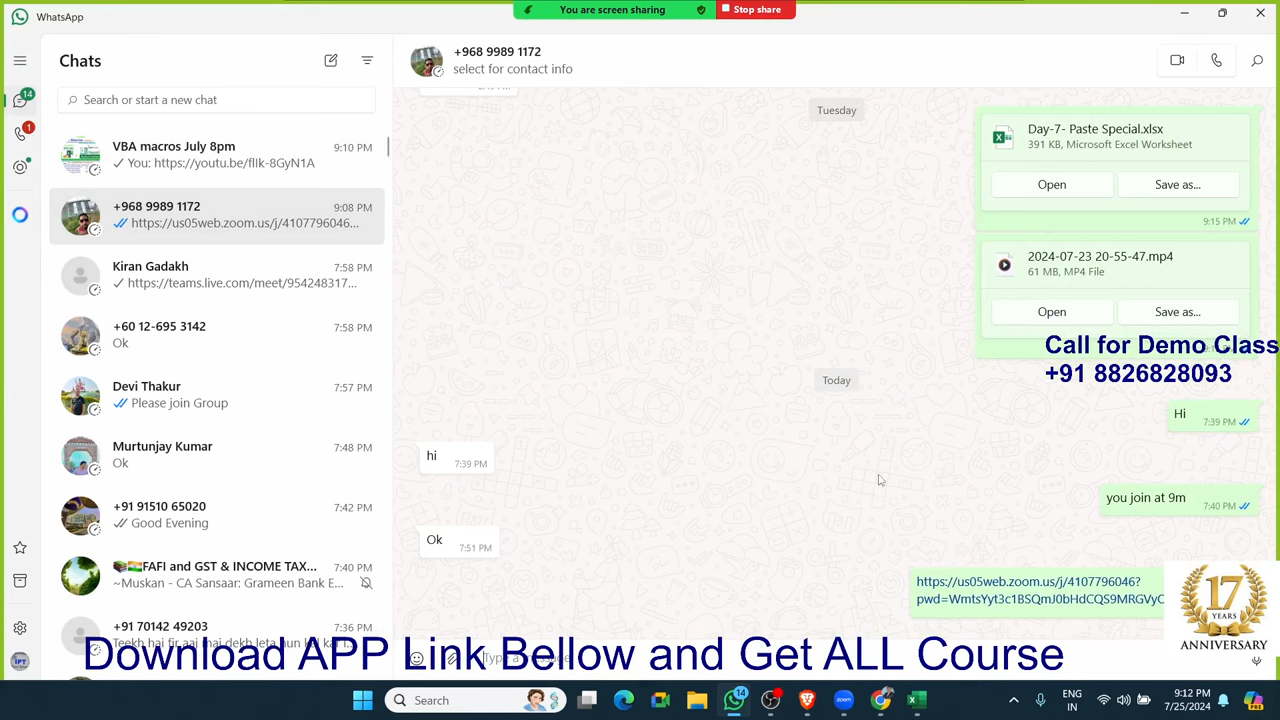 WhatsApp
You are screen sharing
Stop share
Chats
Search or start a new chat
14
1
VBA macros July 8pm
9:10 PM
You: https://youtu.be/flIk-8GyN1A
+968 9989 1172
9:08 PM
https://us05web.zoom.us/j/4107796046...
Kiran Gadakh
7:58 PM
https://teams.live.com/meet/954248317...
+60 12-695 3142
7:58 PM
Ok
Devi Thakur
7:57 PM
Please join Group
Murtunjay Kumar
7:48 PM
Ok
+91 91510 65020
7:42 PM
Good Evening
FAFI and GST & INCOME TAX...
7:40 PM
~Muskan - CA Sansaar: Grameen Bank E...
+91 70142 49203
7:36 PM
+968 9989 1172
select for contact info
Tuesday
Day-7- Paste Special.xlsx
391 KB, Microsoft Excel Worksheet
Open
Save as...
9:15 PM
2024-07-23 20-55-47.mp4
61 MB, MP4 File
Open
Save as...
Call for Demo Class
+91 8826828093
Today
Hi
7:39 PM
hi
7:39 PM
you join at 9m
7:40 PM
Ok
7:51 PM
https://us05web.zoom.us/j/4107796046?
pwd=WmtsYyt3c1BSQmJ0bHdCQS9MRGVyC
17
YEARS
ANNIVERSARY
Download APP Link Bellow and Get ALL Course
IPT
Search
14
zoom
ENG
IN
9:12 PM
7/25/2024